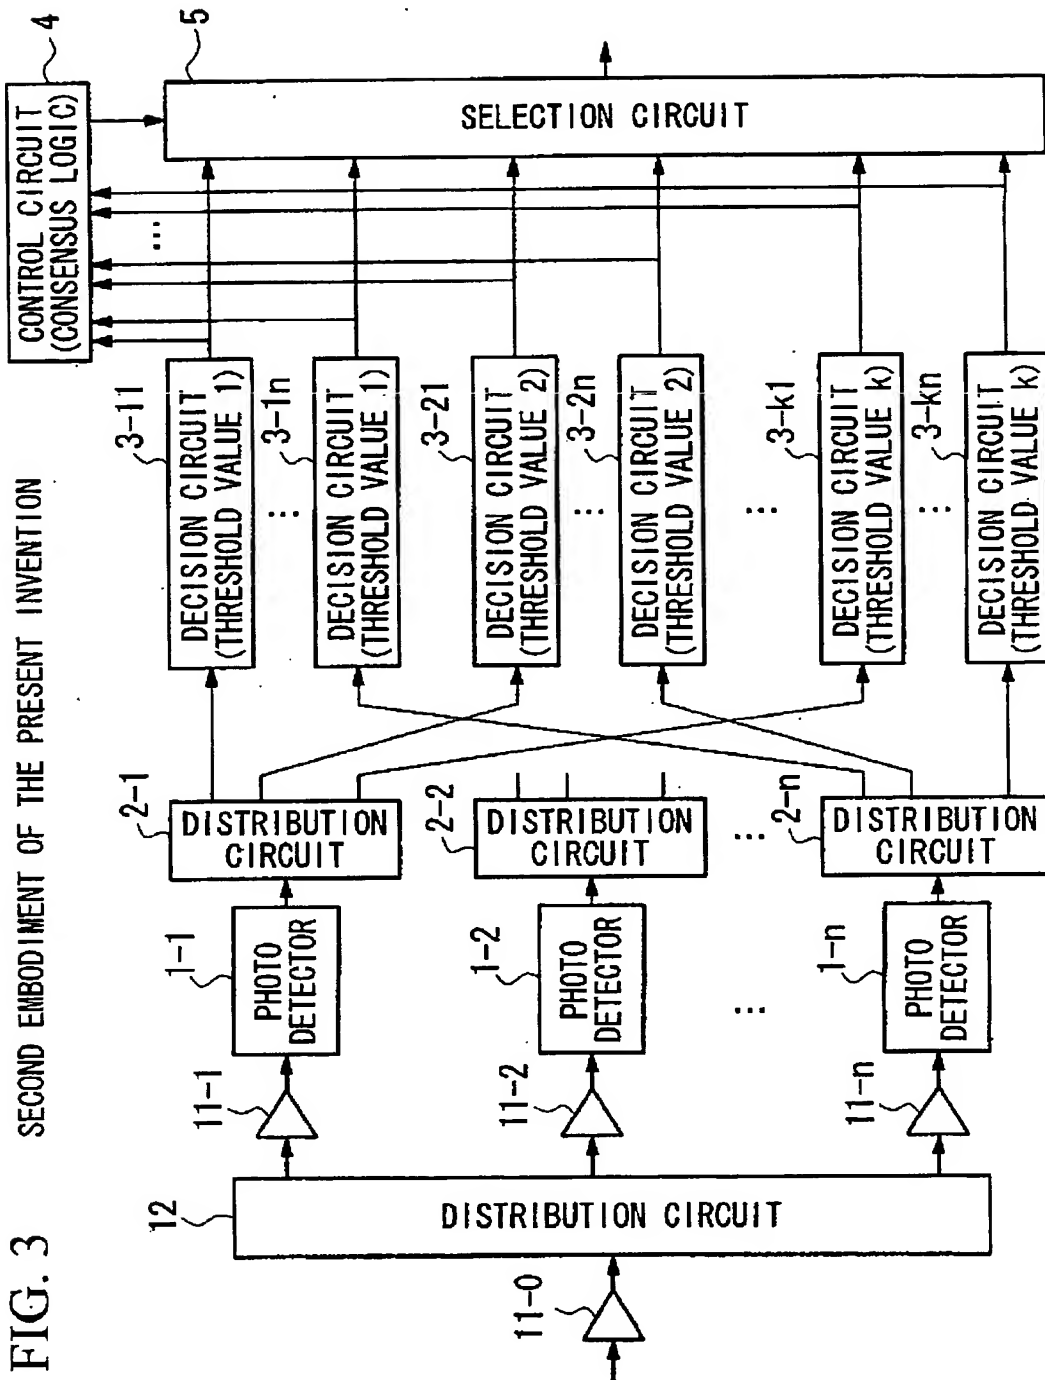 FIG. 3
SECOND EMBODIMENT OF THE PRESENT INVENTION
11-0
12
DISTRIBUTION CIRCUIT
11-1
11-2
11-n
1-1
PHOTO
DETECTOR
1-2
PHOTO
DETECTOR
...
1-n
PHOTO
DETECTOR
2-1
DISTRIBUTION
CIRCUIT
2-2
DISTRIBUTION
CIRCUIT
...
2-n
DISTRIBUTION
CIRCUIT
3-11
DECISION CIRCUIT
(THRESHOLD VALUE 1)
...
3-1n
DECISION CIRCUIT
(THRESHOLD VALUE 1)
3-21
DECISION CIRCUIT
(THRESHOLD VALUE 2)
...
3-2n
DECISION CIRCUIT
(THRESHOLD VALUE 2)
...
3-k1
DECISION CIRCUIT
(THRESHOLD VALUE k)
...
3-kn
DECISION CIRCUIT
(THRESHOLD VALUE k)
4
CONTROL CIRCUIT
(CONSENSUS LOGIC)
...
5
SELECTION CIRCUIT